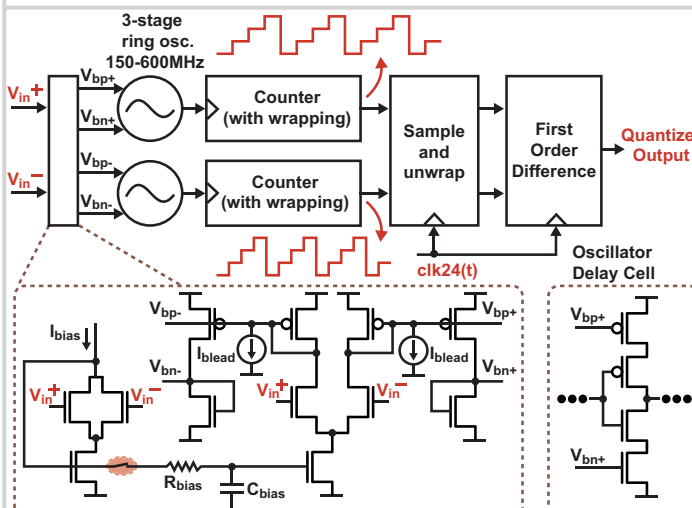 3-stage
ring osc.
150-600MHz
Vin+
Vbp+
Vbn+
Counter
(with wrapping)
Sample
and
unwrap
First
Order
Difference
Quantize
Output
Vin-
Vbp-
Vbn-
Counter
(with wrapping)
clk24(t)
Oscillator
Delay Cell
Ibias
Vbp-
Iblead
Iblead
Vbp+
Vbp+
Vbn-
Vin+
Vin-
Vbn+
Vin+
Vin-
Rbias
Cbias
Vbn+